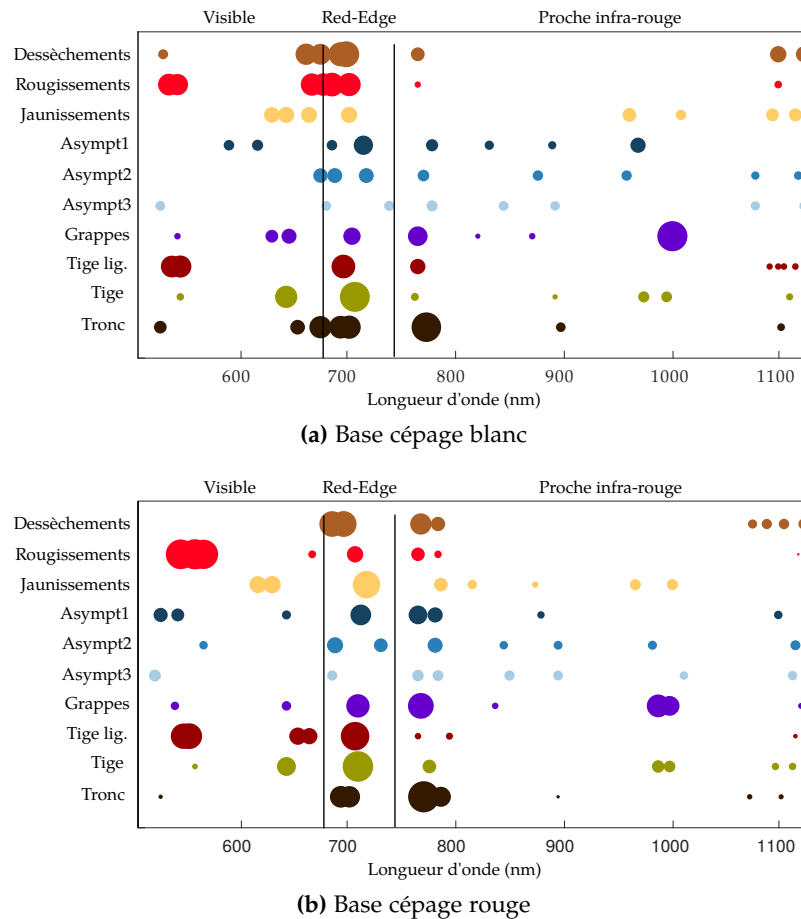 Visible Red-Edge Proche infra-rouge
Dessèchements
Rougissements
Jaunissements
Asympt1
Asympt2
Asympt3
Grappes
Tige lig.
Tige
Tronc
600 700 800 900 1000 1100
Longueur d'onde (nm)
(a) Base cépage blanc
Visible Red-Edge Proche infra-rouge
Dessèchements
Rougissements
Jaunissements
Asympt1
Asympt2
Asympt3
Grappes
Tige lig.
Tige
Tronc
600 700 800 900 1000 1100
Longueur d'onde (nm)
(b) Base cépage rouge